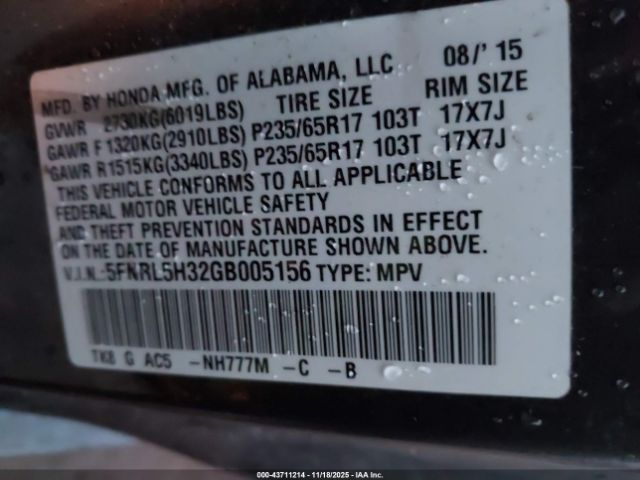 MFD. BY HONDA MFG. OF ALABAMA, LLC 08/'15
GVWR 2730KG(6019LBS) TIRE SIZE RIM SIZE
GAWR F 1320KG(2910LBS) P235/65R17 103T 17X7J
GAWR R1515KG(3340LBS) P235/65R17 103T 17X7J
THIS VEHICLE CONFORMS TO ALL APPLICABLE
FEDERAL MOTOR VEHICLE SAFETY
AND THEFT PREVENTION STANDARDS IN EFFECT
ON THE DATE OF MANUFACTURE SHOWN ABOVE.
V.I.N.:5FNRL5H32GB005156 TYPE: MPV
TK8 G AC5 -NH777M -C -B
000-43711214 - 11/18/2025 - IAA Inc.